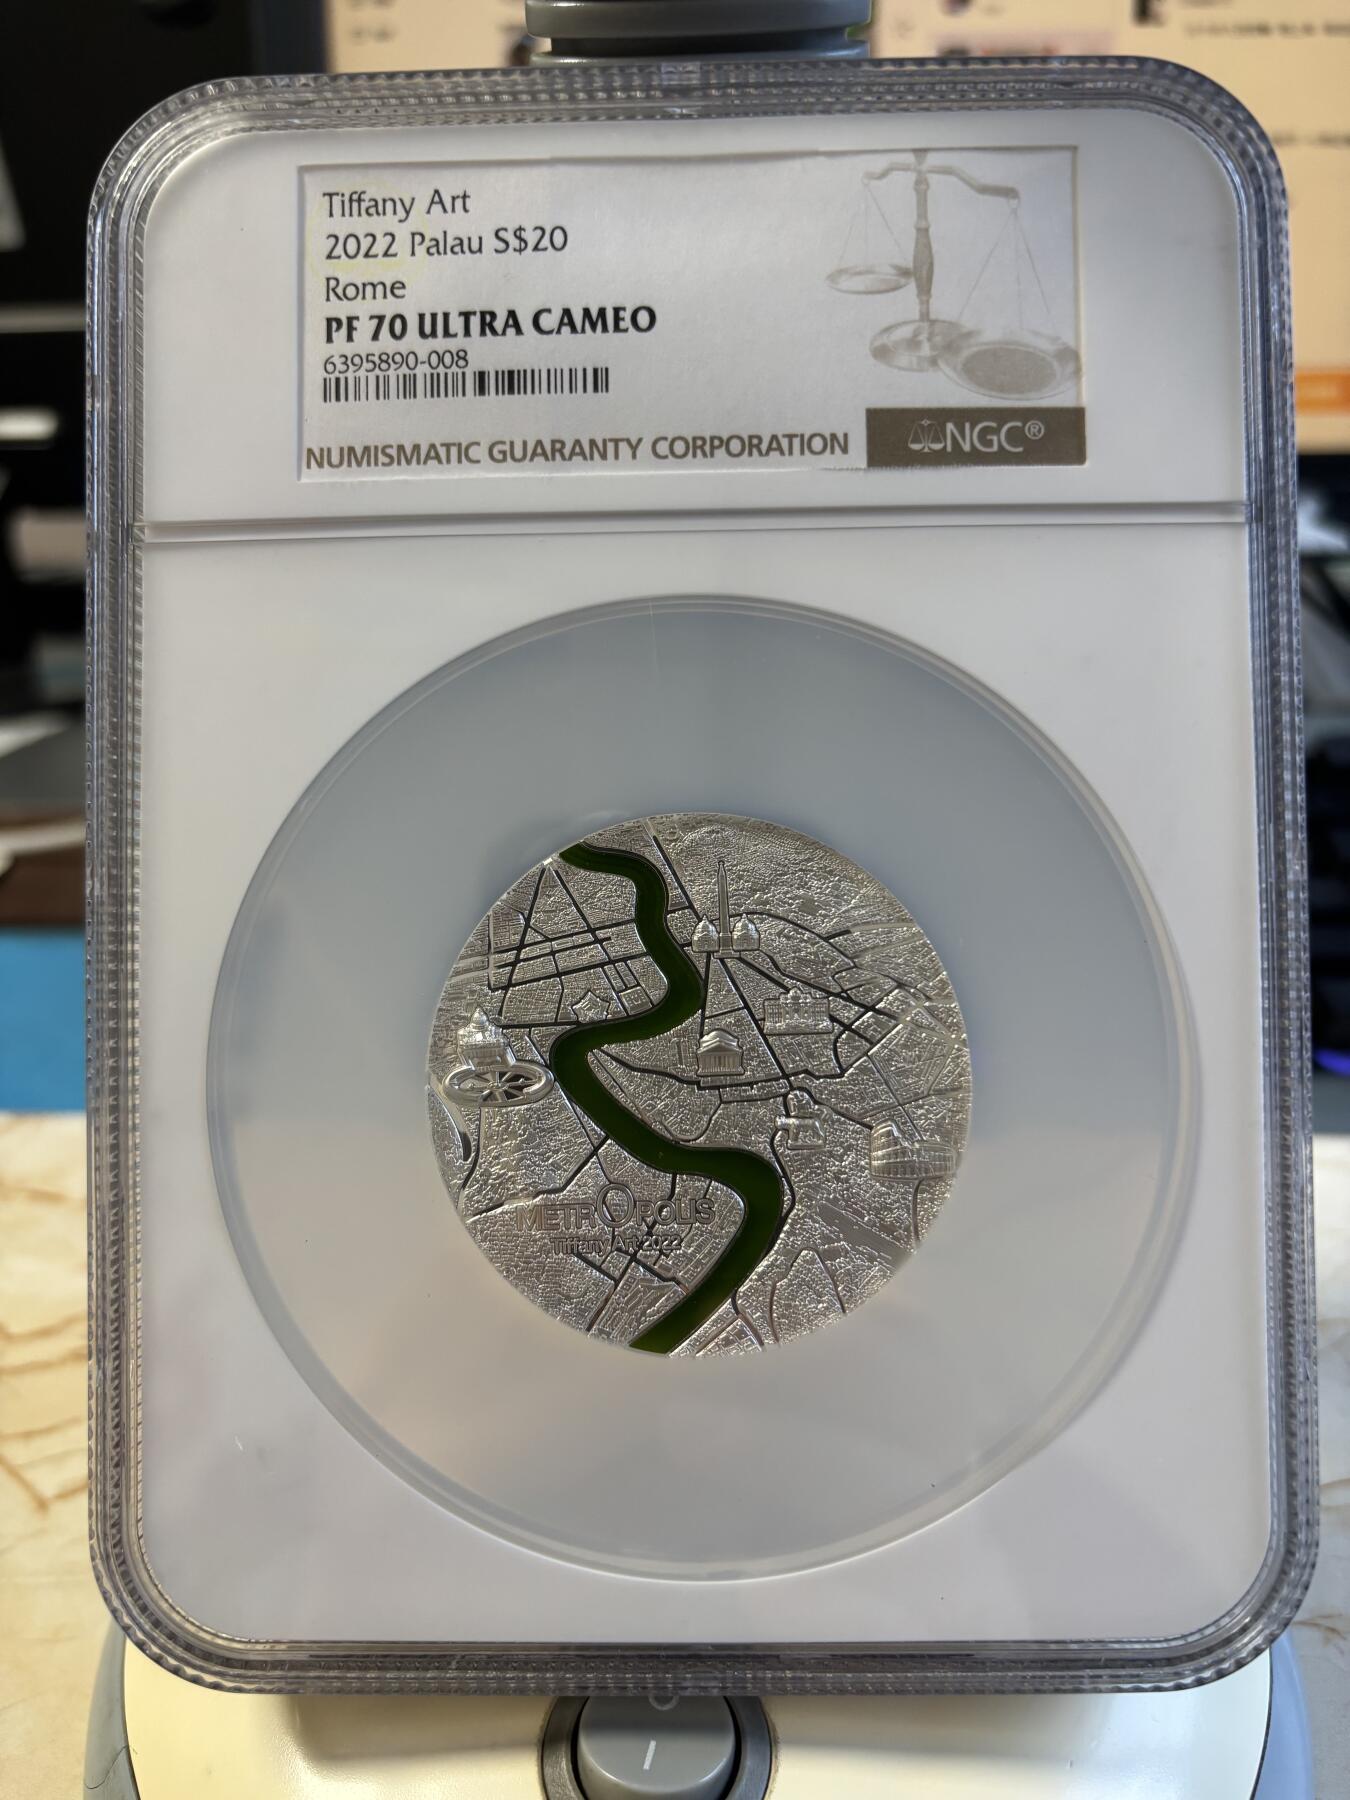 Tiffany Art
2022 Palau S$20
Rome
PF 70 ULTRA CAMEO
6395890-008
NUMISMATIC GUARANTY CORPORATION
NGC®
METROPOLIS
Tiffany Art 2022